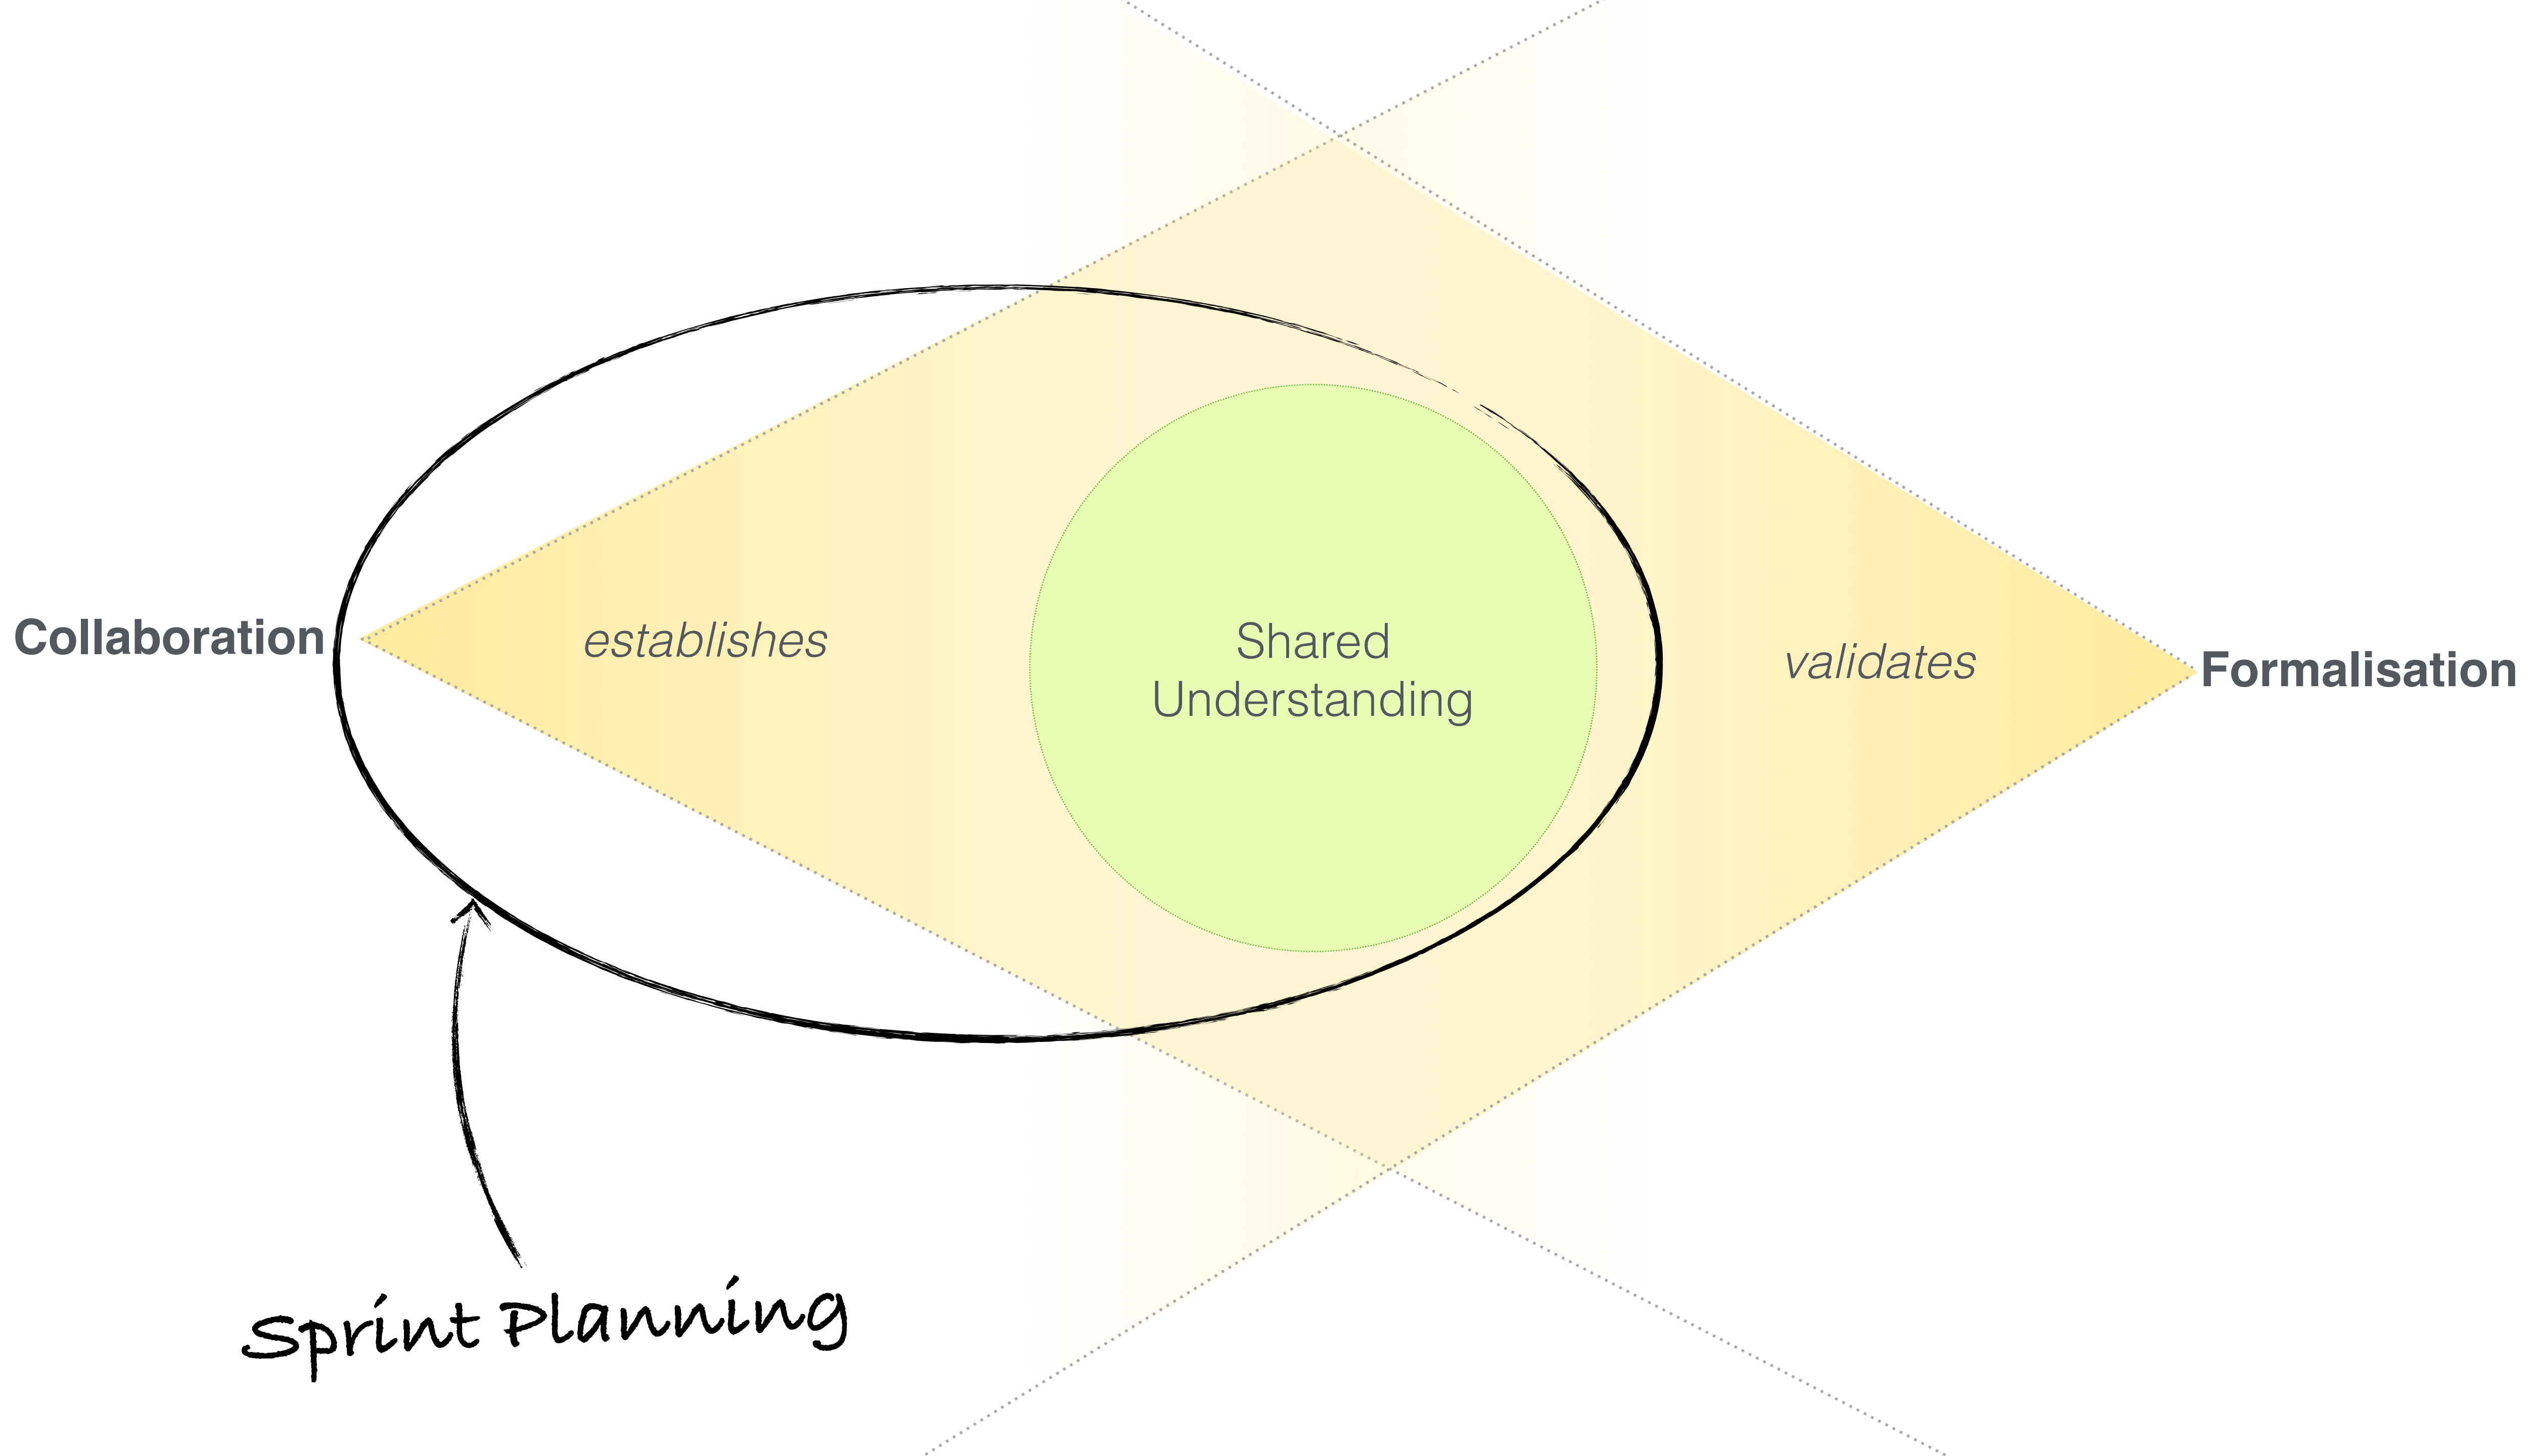 Collaboration
establishes
Shared
Understanding
validates
Formalisation
Sprint Planning